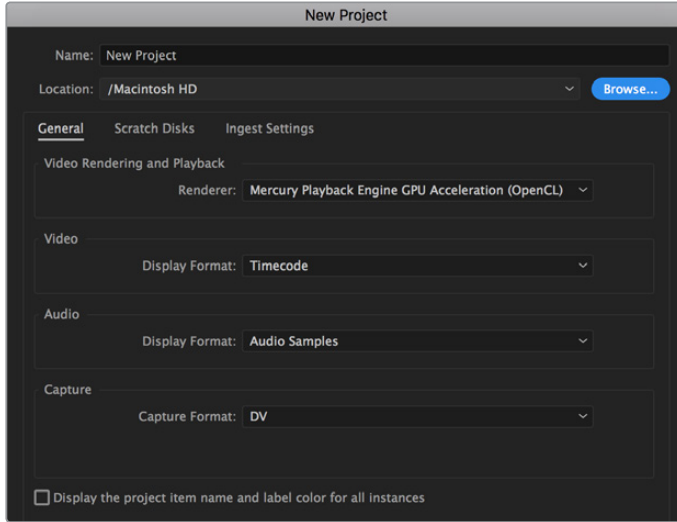 New Project
Name: New Project
Location: /Macintosh HD Browse...
General Scratch Disks Ingest Settings
Video Rendering and Playback
Renderer: Mercury Playback Engine GPU Acceleration (OpenCL)
Video
Display Format: Timecode
Audio
Display Format: Audio Samples
Capture
Capture Format: DV
Display the project item name and label color for all instances